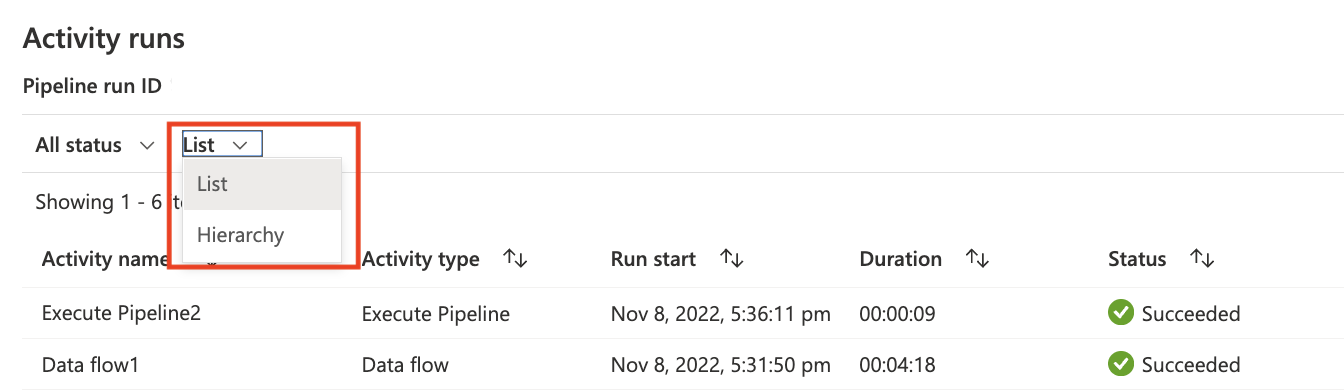 Activity runs
Pipeline run ID
All status List
List
Showing 1 - 6
Hierarchy
Activity name Activity type Run start Duration Status
Execute Pipeline2 Execute Pipeline Nov 8, 2022, 5:36:11 pm 00:00:09 Succeeded
Data flow1 Data flow Nov 8, 2022, 5:31:50 pm 00:04:18 Succeeded